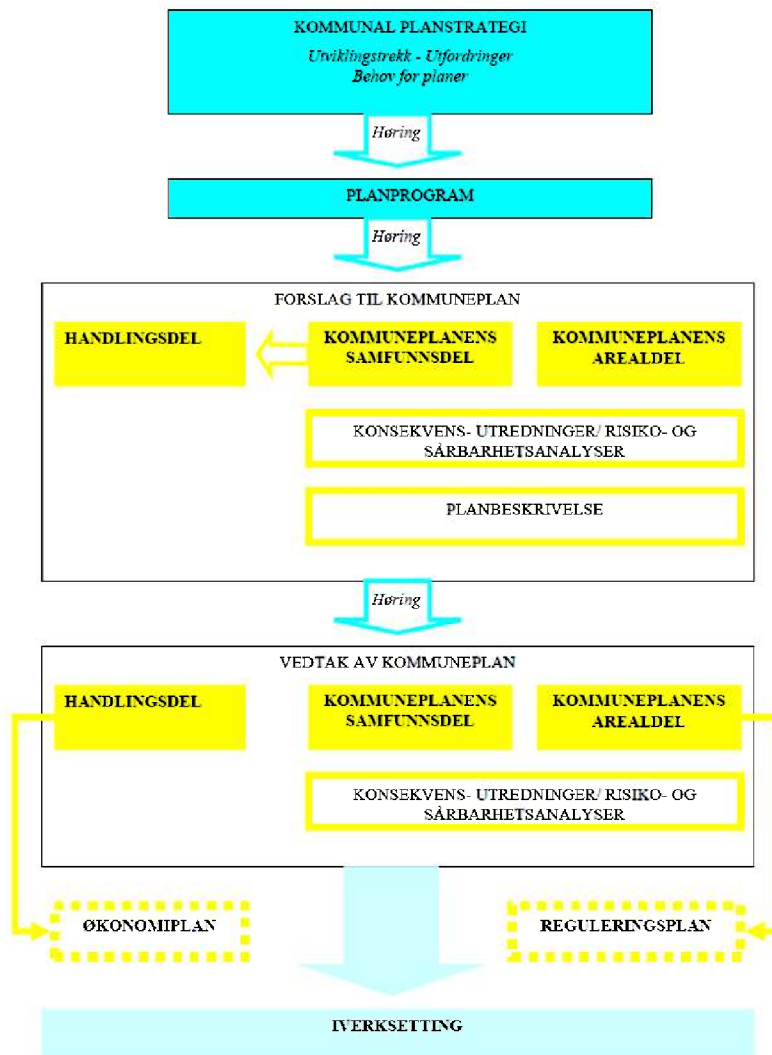 KOMMUNAL PLANSTRATEGI
Utviklingstrekk - Utfordringer
Behov for planer
Høring
PLANPROGRAM
Høring
FORSLAG TIL KOMMUNEPLAN
HANDLINGSDEL
KOMMUNEPLANENS
SAMFUNNSDEL
KOMMUNEPLANENS
AREALDEL
KONSEKVENS- UTREDNINGER/ RISIKO- OG
SÅRBARHETSANALYSER
PLANBESKRIVELSE
Høring
VEDTAK AV KOMMUNEPLAN
HANDLINGSDEL
KOMMUNEPLANENS
SAMFUNNSDEL
KOMMUNEPLANENS
AREALDEL
KONSEKVENS- UTREDNINGER/ RISIKO- OG
SÅRBARHETSANALYSER
ØKONOMIPLAN
REGULERINGSPLAN
IVERKSETTING